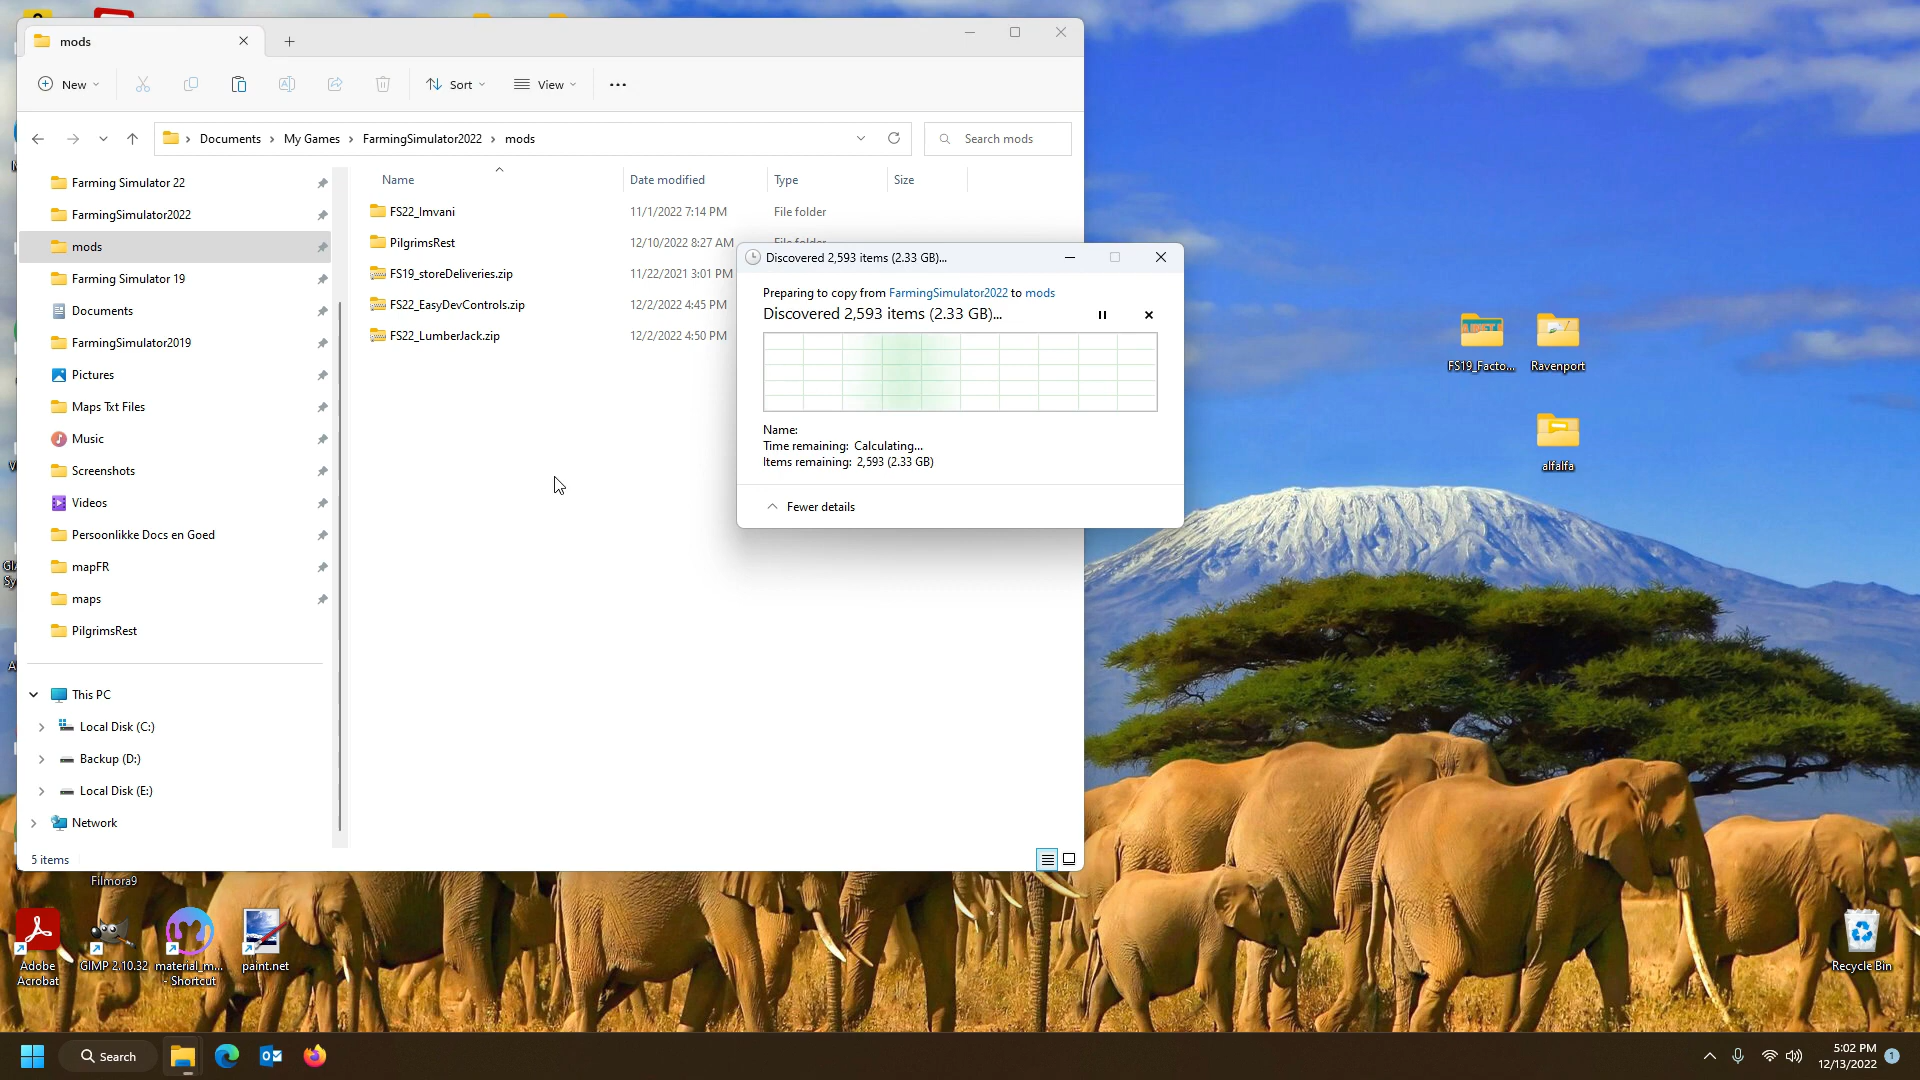 mods
New
Sort
View
Documents
My Games
FarmingSimulator2022
mods
Search mods
Farming Simulator 22
FarmingSimulator2022
mods
Farming Simulator 19
Documents
FarmingSimulator2019
Pictures
Maps Txt Files
Music
Screenshots
Videos
Persoonlikke Docs en Goed
mapFR
maps
PilgrimsRest
This PC
Local Disk (C:)
Backup (D:)
Local Disk (E:)
Network
5 items
Name Date modified Type Size
FS22_Imvani 11/1/2022 7:14 PM File folder
PilgrimsRest 12/10/2022 8:27 AM File folder
FS19_storeDeliveries.zip 11/22/2021 3:01 PM
FS22_EasyDevControls.zip 12/2/2022 4:45 PM
FS22_LumberJack.zip 12/2/2022 4:50 PM
Discovered 2,593 items (2.33 GB)...
Preparing to copy from FarmingSimulator2022 to mods
Discovered 2,593 items (2.33 GB)...
Name:
Time remaining: Calculating...
Items remaining: 2,593 (2.33 GB)
Fewer details
FS19_Facto...
Ravenport
alfalfa
Filmora9
Adobe
Acrobat
GIMP 2.10.32
material_m...
- Shortcut
paint.net
Recycle Bin
Search
5:02 PM
12/13/2022
1